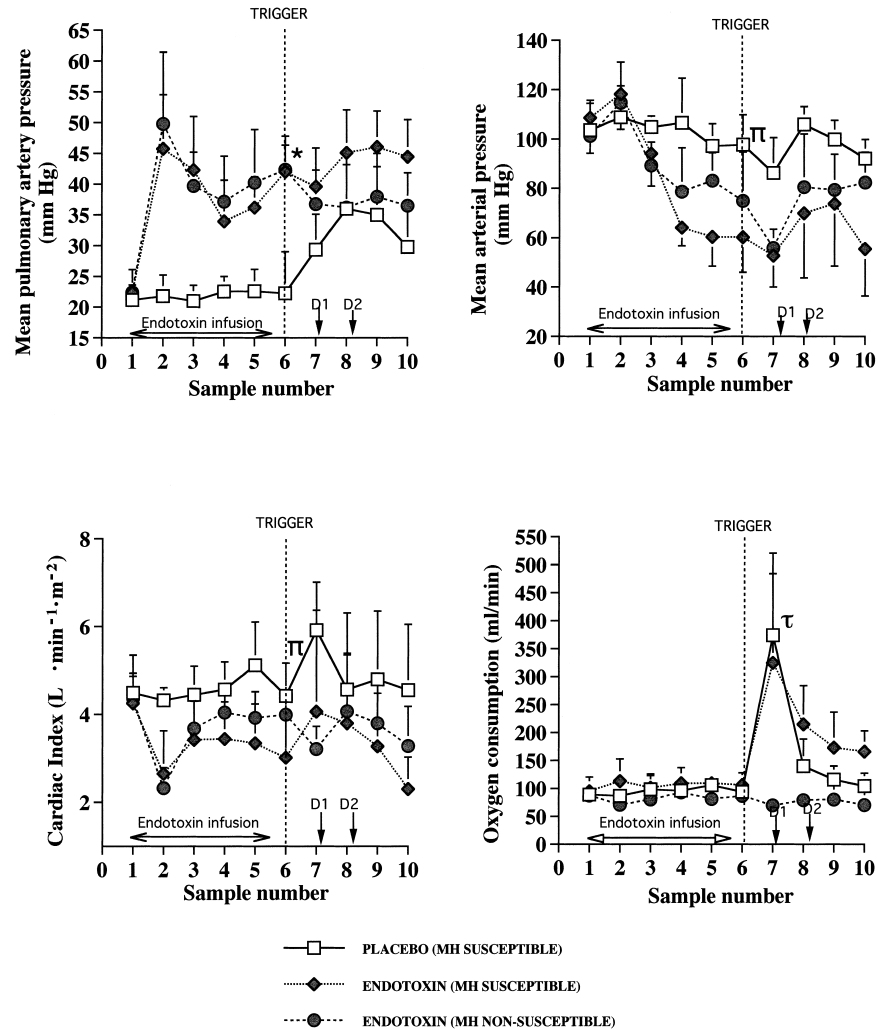 TRIGGER
Mean pulmonary artery pressure
(mm Hg)
65
60
55
50
45
40
35
30
25
20
15
*
D1
D2
Endotoxin infusion
0 1 2 3 4 5 6 7 8 9 10
Sample number
TRIGGER
Mean arterial pressure
(mm Hg)
140
120
100
80
60
40
20
π
Endotoxin infusion
D1
D2
0 1 2 3 4 5 6 7 8 9 10
Sample number
TRIGGER
Cardiac Index (L ·min⁻¹·m⁻²)
8
6
4
2
π
D1
D2
Endotoxin infusion
0 1 2 3 4 5 6 7 8 9 10
Sample number
TRIGGER
Oxygen consumption (ml/min)
550
500
450
400
350
300
250
200
150
100
50
0
τ
D1
D2
Endotoxin infusion
0 1 2 3 4 5 6 7 8 9 10
Sample number
PLACEBO (MH SUSCEPTIBLE)
ENDOTOXIN (MH SUSCEPTIBLE)
ENDOTOXIN (MH NON-SUSCEPTIBLE)